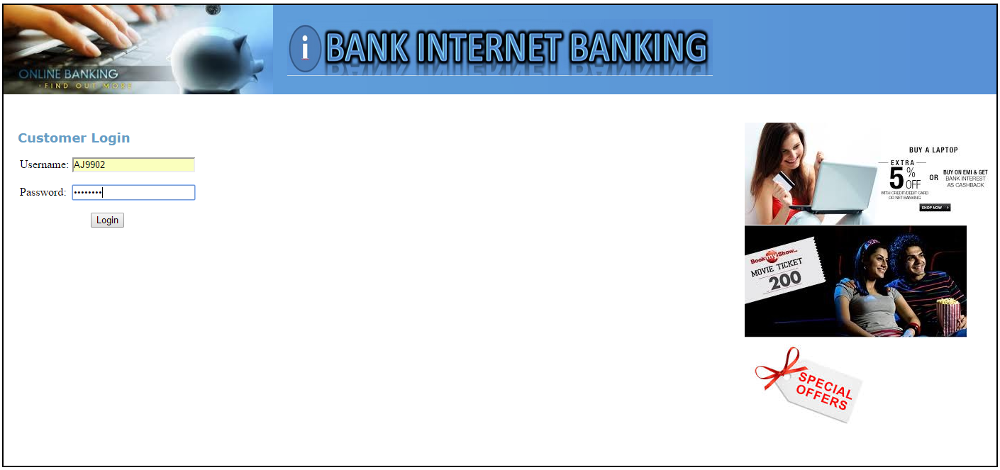 ONLINE BANKING
· FIND OUT MORE
i BANK INTERNET BANKING
Customer Login
Username: AJ9902
Password: ••••••••
Login
BUY A LAPTOP
EXTRA
5% OFF
WITH CREDIT/DEBIT CARD
OR NET BANKING
OR
BUY ON EMI & GET
BANK INTEREST
AS CASHBACK
SHOP NOW >
BookmyShow
MOVIE TICKET
200
SPECIAL
OFFERS